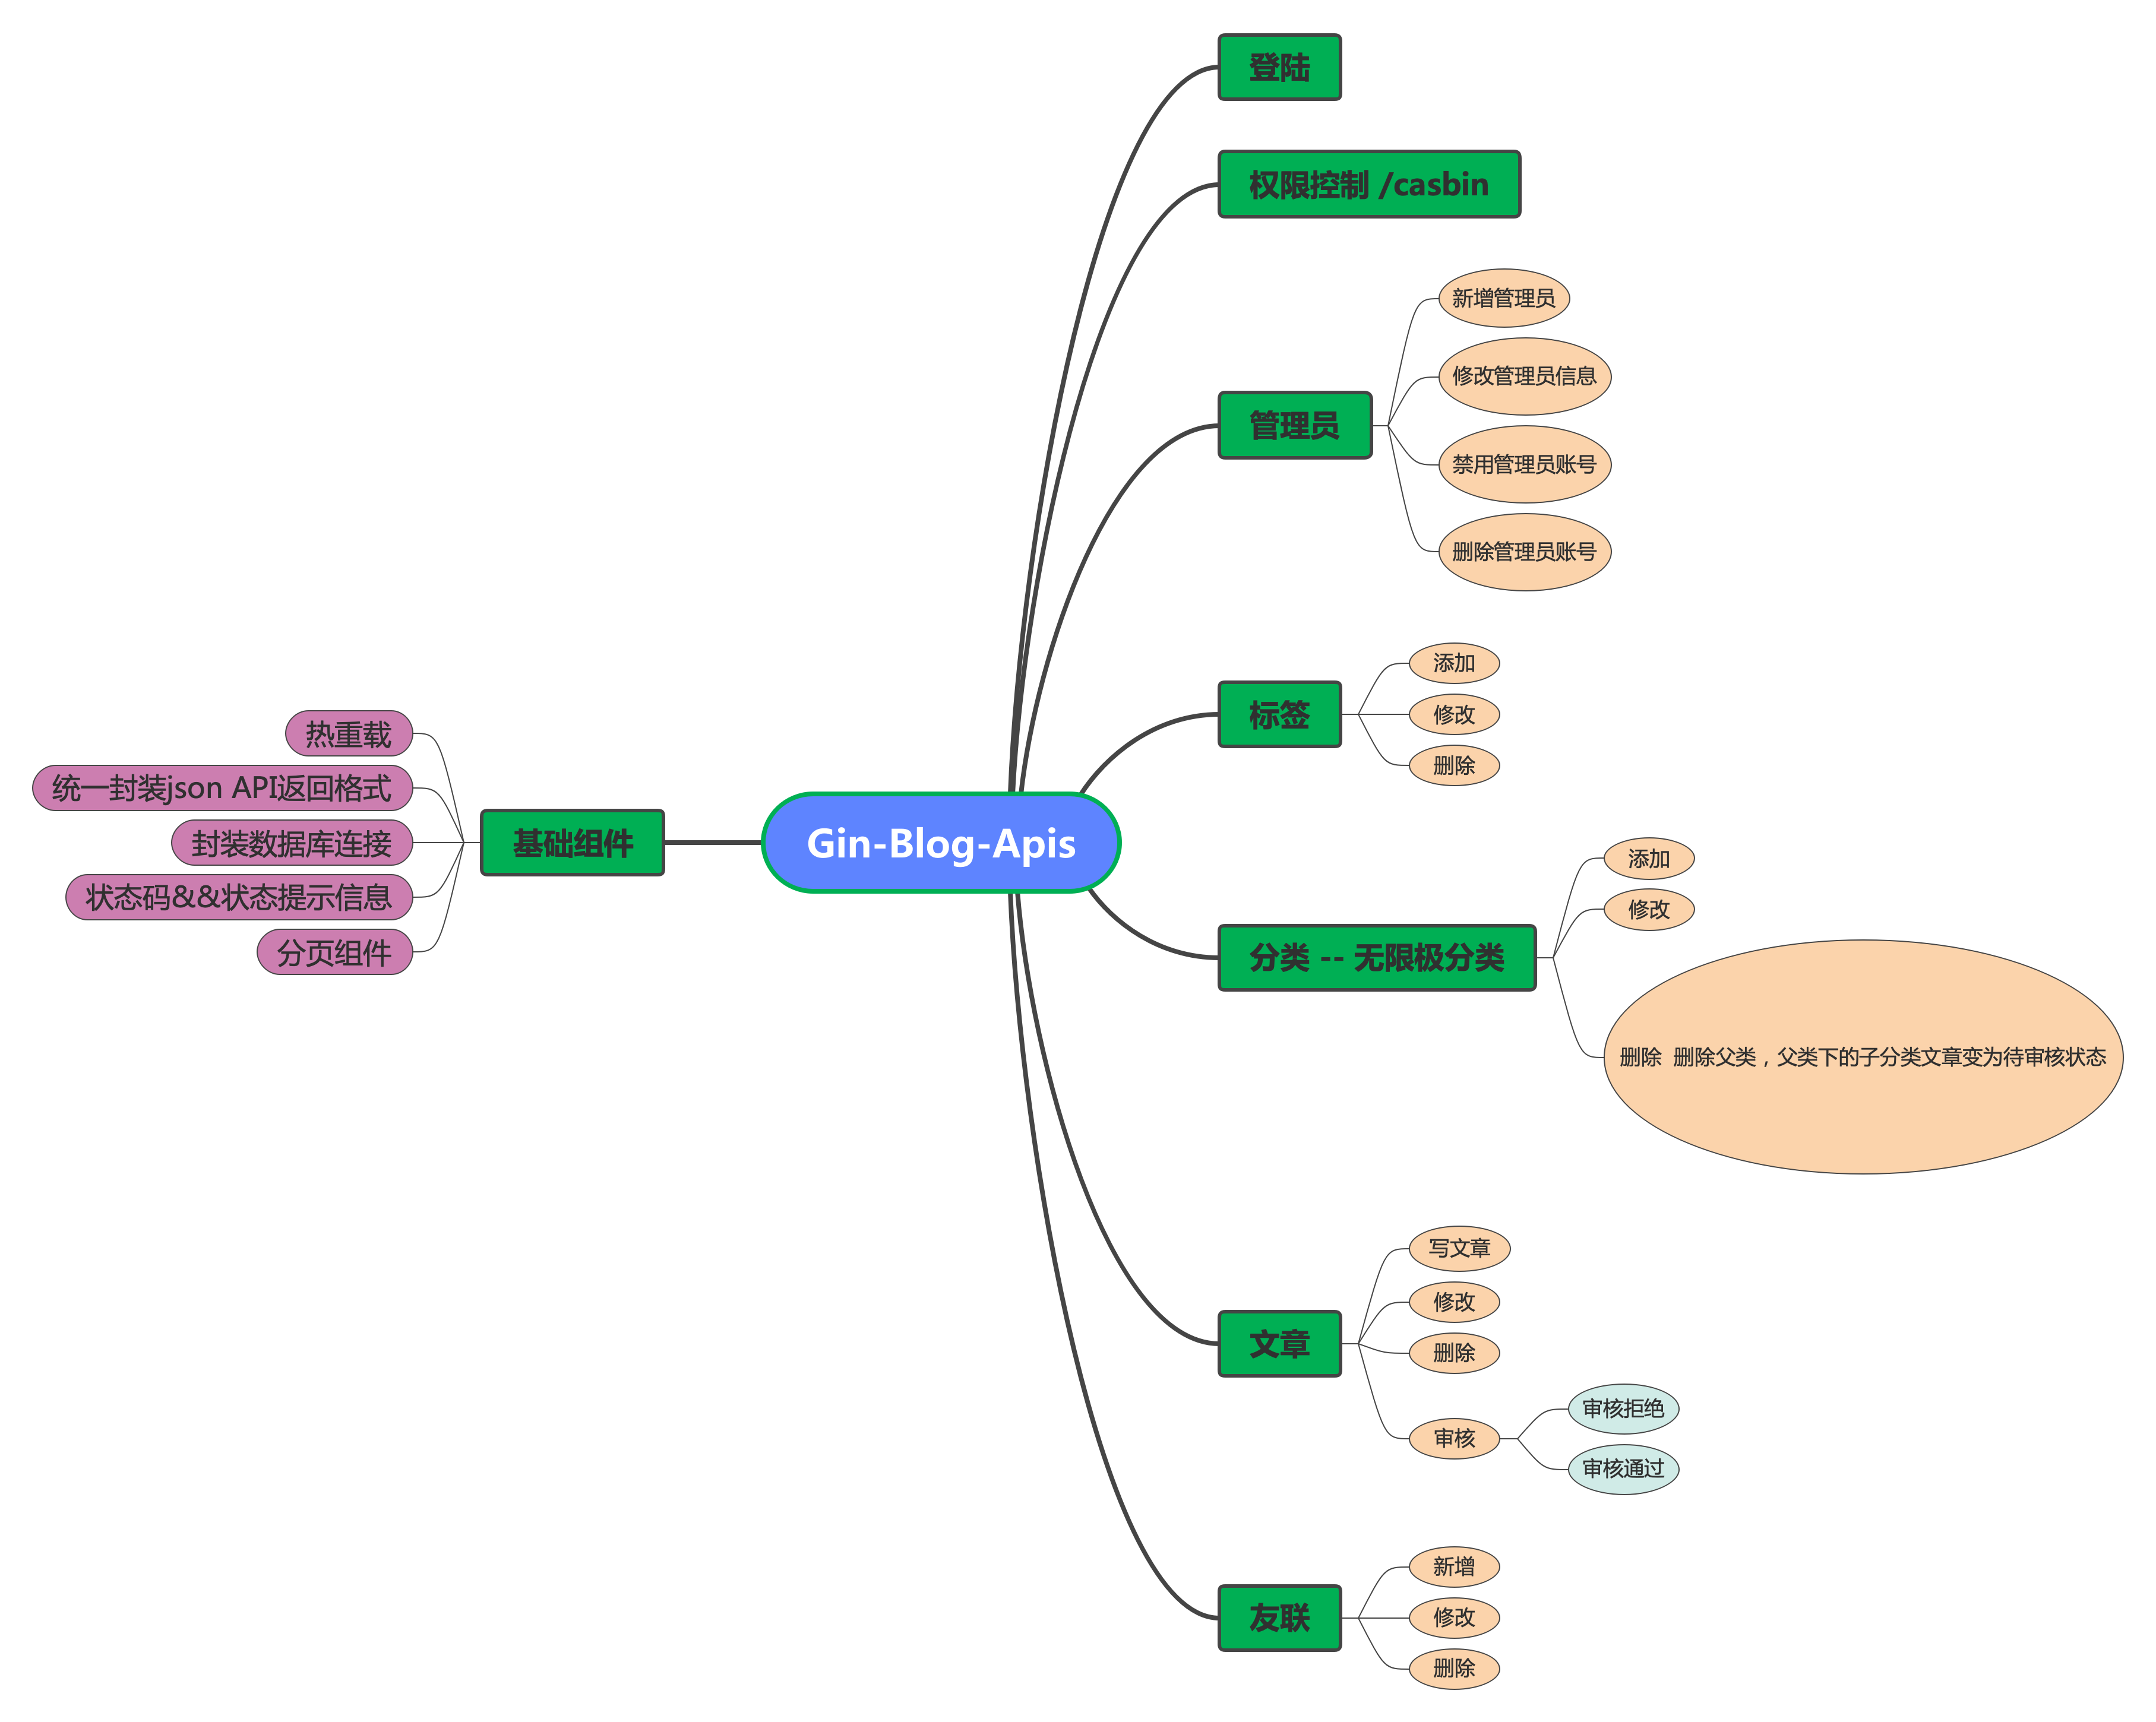 Gin-Blog-Apis
登陆
权限控制 /casbin
管理员
新增管理员
修改管理员信息
禁用管理员账号
删除管理员账号
标签
添加
修改
删除
分类 -- 无限极分类
添加
修改
删除  删除父类，父类下的子分类文章变为待审核状态
文章
写文章
修改
删除
审核
审核拒绝
审核通过
友联
新增
修改
删除
基础组件
热重载
统一封装json API返回格式
封装数据库连接
状态码&&状态提示信息
分页组件